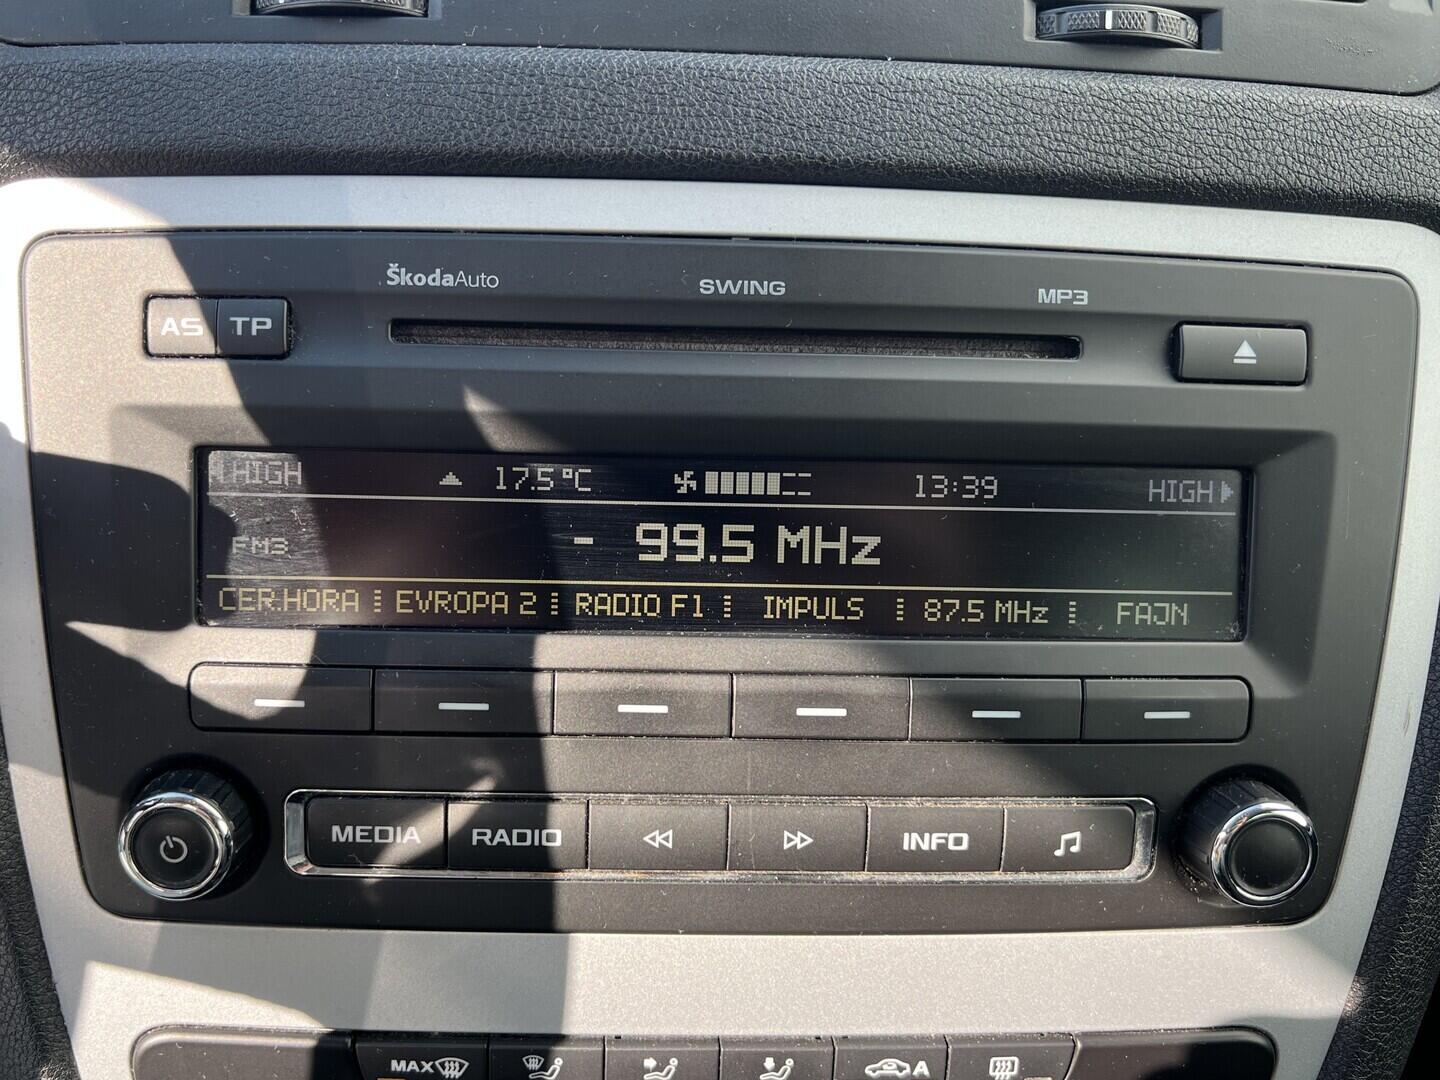 ŠkodaAuto SWING MP3
AS TP
HIGH 17.5°C 13:39 HIGH
FM3 - 99.5 MHz
CER.HORA EVROPA 2 RADIO F1 IMPULS 87.5 MHz FAJN
MEDIA RADIO INFO
MAX A